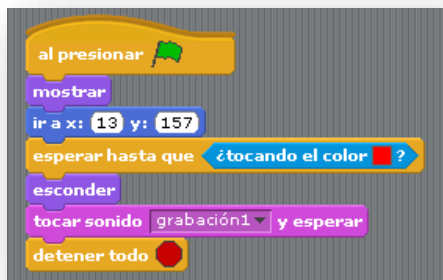 al presionar
mostrar
ir a x: 13 y: 157
esperar hasta que ¿tocando el color ?
esconder
tocar sonido grabación1 y esperar
detener todo